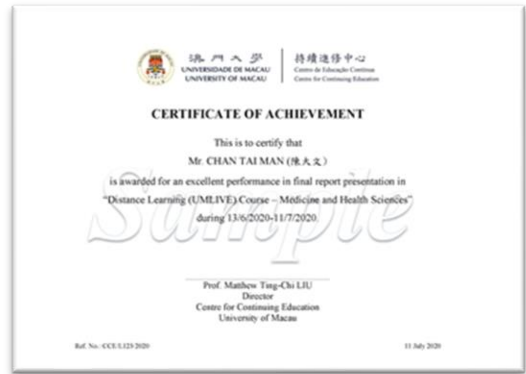 澳門大學
UNIVERSIDADE DE MACAU
UNIVERSITY OF MACAU
持續進修中心
Centro de Educação Contínua
Centre for Continuing Education
CERTIFICATE OF ACHIEVEMENT
This is to certify that
Mr. CHAN TAI MAN (陳大文)
is awarded for an excellent performance in final report presentation in
“Distance Learning (UMLIVE) Course – Medicine and Health Sciences”
during 13/6/2020-11/7/2020.
Sample
Prof. Matthew Ting-Chi LIU
Director
Centre for Continuing Education
University of Macau
Ref. No.: CCE/L123/2020
11 July 2020